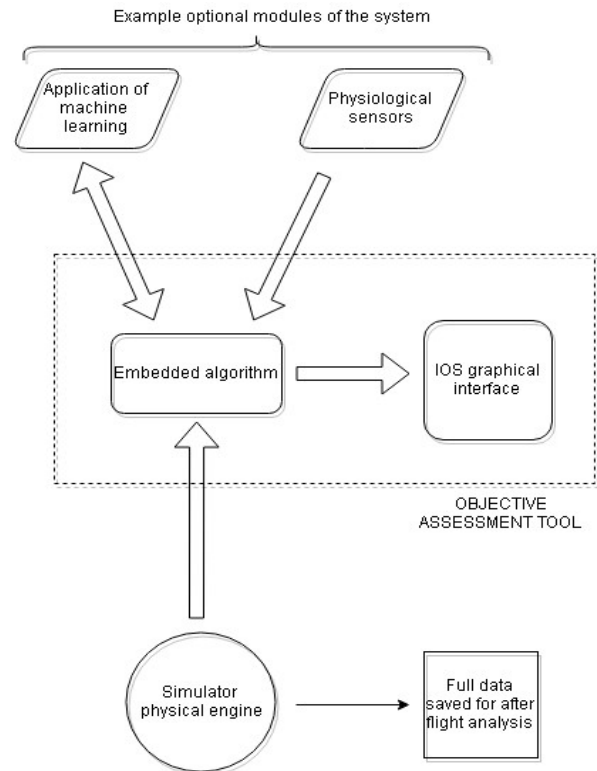 Example optional modules of the system
Application of
machine
learning
Physiological
sensors
Embedded algorithm
IOS graphical
interface
OBJECTIVE
ASSESSMENT TOOL
Simulator
physical engine
Full data
saved for after
flight analysis